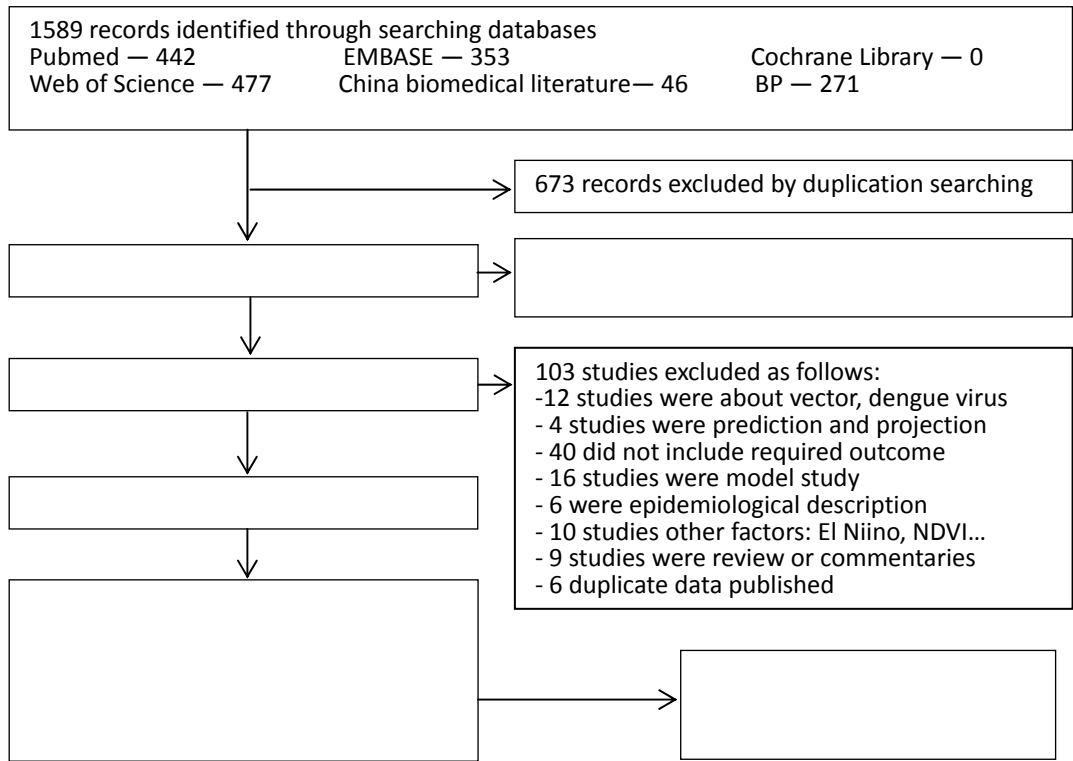 1589 records identified through searching databases
Pubmed — 442 EMBASE — 353 Cochrane Library — 0
Web of Science — 477 China biomedical literature— 46 BP — 271
673 records excluded by duplication searching
103 studies excluded as follows:
-12 studies were about vector, dengue virus
- 4 studies were prediction and projection
- 40 did not include required outcome
- 16 studies were model study
- 6 were epidemiological description
- 10 studies other factors: El Niino, NDVI...
- 9 studies were review or commentaries
- 6 duplicate data published